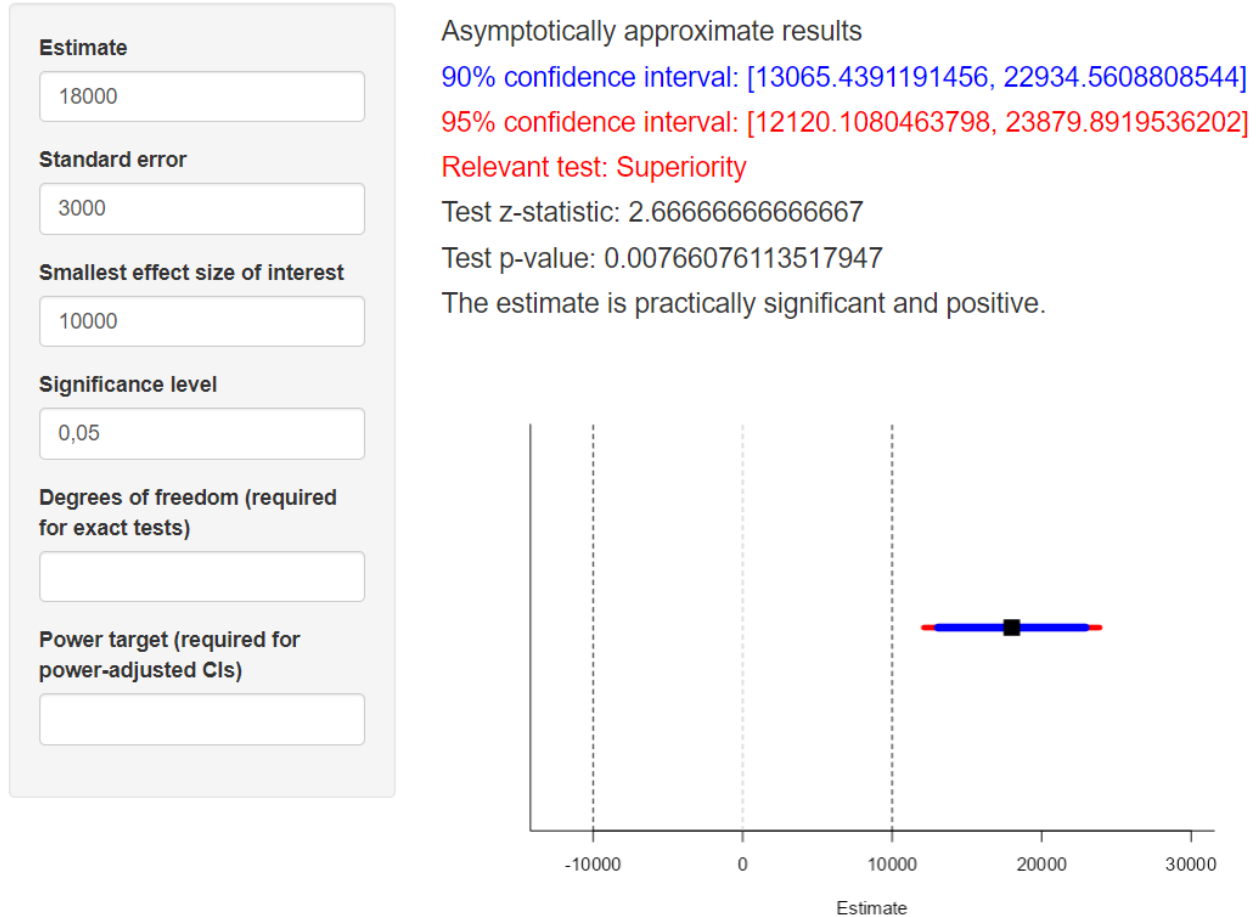 Estimate
18000
Standard error
3000
Smallest effect size of interest
10000
Significance level
0,05
Degrees of freedom (required
for exact tests)
Power target (required for
power-adjusted CIs)
Asymptotically approximate results
90% confidence interval: [13065.4391191456, 22934.5608808544]
95% confidence interval: [12120.1080463798, 23879.8919536202]
Relevant test: Superiority
Test z-statistic: 2.66666666666667
Test p-value: 0.00766076113517947
The estimate is practically significant and positive.
-10000 0 10000 20000 30000
Estimate